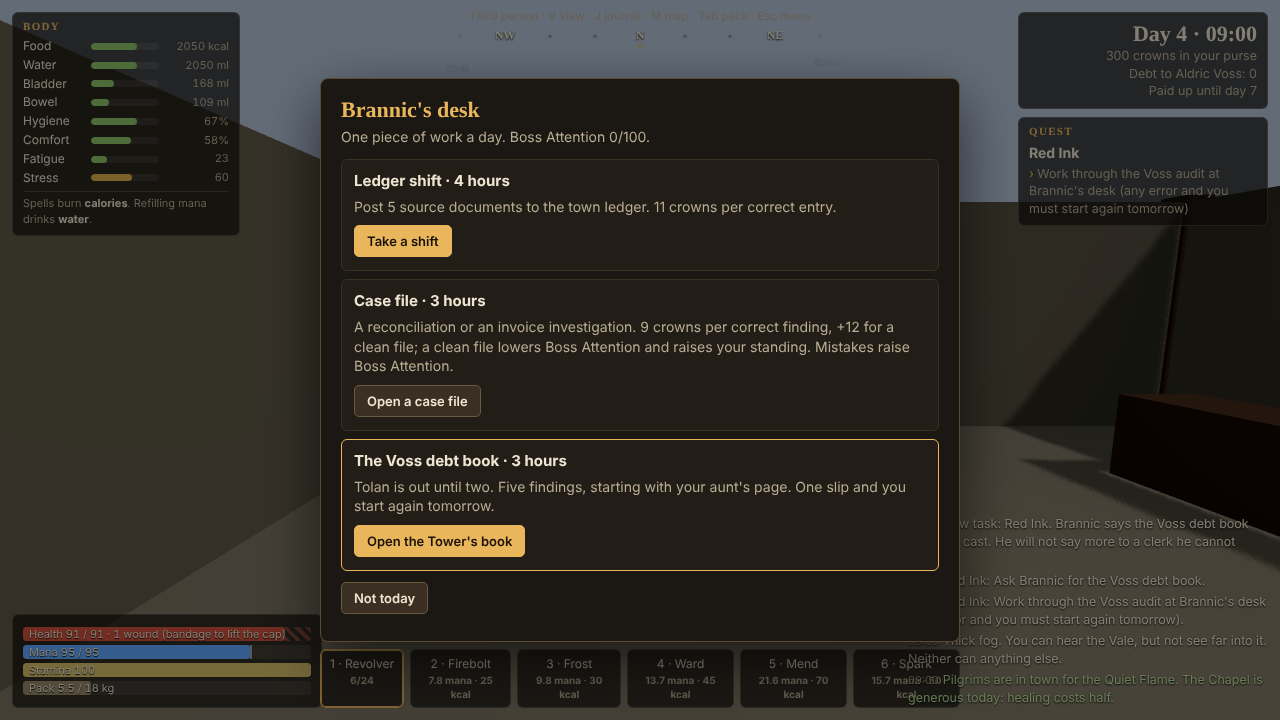 Third person · V view · J journal · M map · Tab pack · Esc menu
NW
N
NE
BODY
Food 2050 kcal
Water 2050 ml
Bladder 168 ml
Bowel 109 ml
Hygiene 67%
Comfort 58%
Fatigue 23
Stress 60
Spells burn calories. Refilling mana
drinks water.
Day 4 · 09:00
300 crowns in your purse
Debt to Aldric Voss: 0
Paid up until day 7
QUEST
Red Ink
› Work through the Voss audit at
Brannic's desk (any error and you
must start again tomorrow)
Brannic's desk
One piece of work a day. Boss Attention 0/100.
Ledger shift · 4 hours
Post 5 source documents to the town ledger. 11 crowns per correct entry.
Take a shift
Case file · 3 hours
A reconciliation or an invoice investigation. 9 crowns per correct finding, +12 for a
clean file; a clean file lowers Boss Attention and raises your standing. Mistakes raise
Boss Attention.
Open a case file
The Voss debt book · 3 hours
Tolan is out until two. Five findings, starting with your aunt's page. One slip and you
start again tomorrow.
Open the Tower's book
Not today
task: Red Ink. Brannic says the Voss debt book
cast. He will not say more to a clerk he cannot
Ink: Ask Brannic for the Voss debt book.
Ink: Work through the Voss audit at Brannic's desk
or and you must start again tomorrow).
fog. You can hear the Vale, but not see far into it.
Neither can anything else.
Pilgrims are in town for the Quiet Flame. The Chapel is
generous today: healing costs half.
Health 91 / 91 · 1 wound (bandage to lift the cap)
Mana 95 / 95
Stamina 100
Pack 5.5 / 18 kg
1 · Revolver
6/24
2 · Firebolt
7.8 mana · 25
kcal
3 · Frost
9.8 mana · 30
kcal
4 · Ward
13.7 mana · 45
kcal
5 · Mend
21.6 mana · 70
kcal
6 · Spark
15.7 mana · 50
kcal